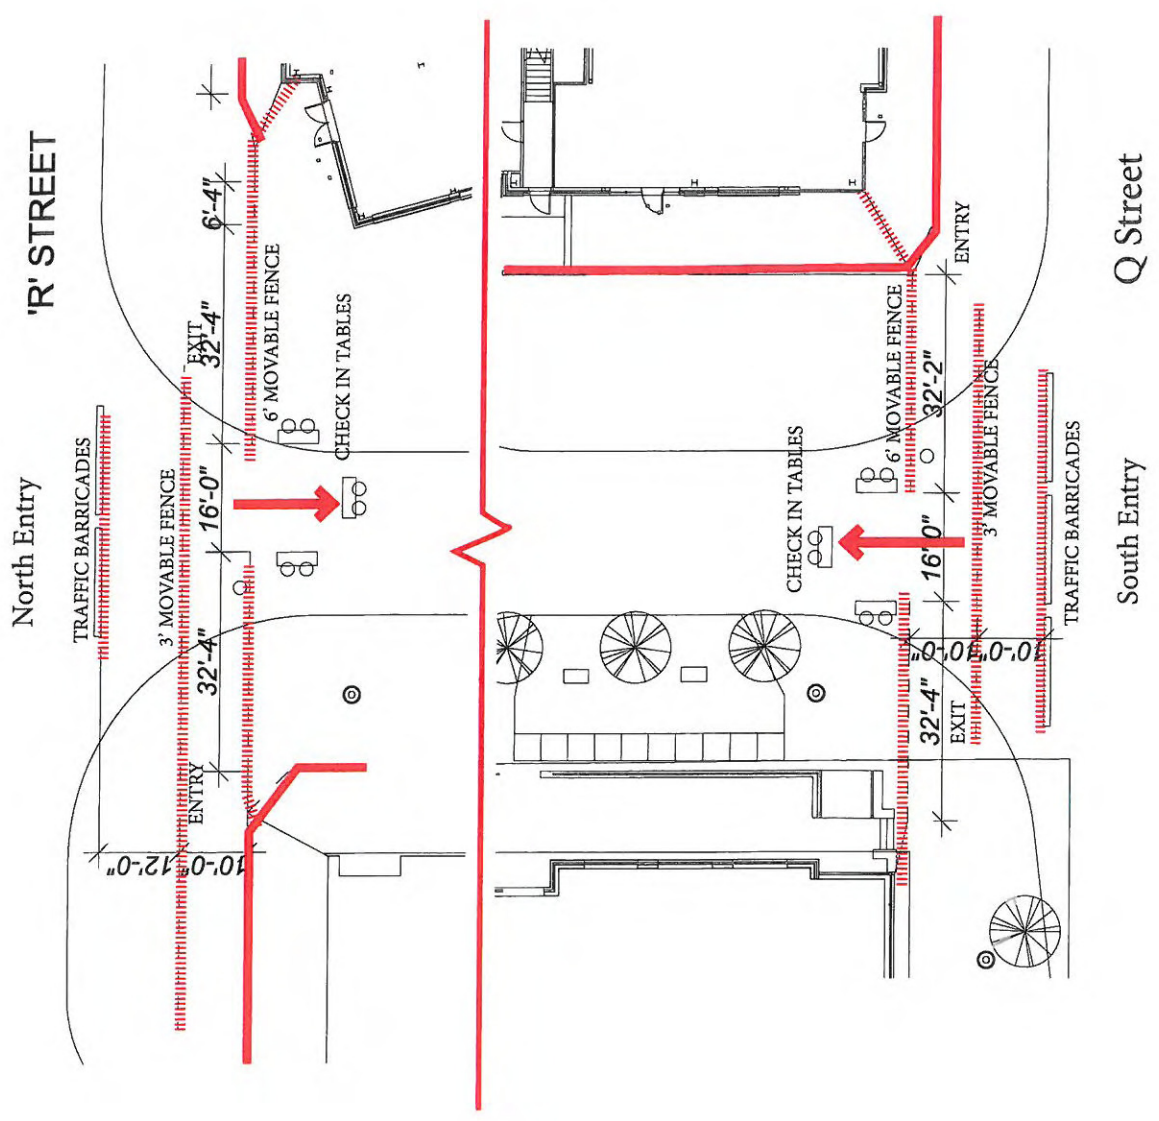 North Entry
'R' STREET
TRAFFIC BARRICADES
3' MOVABLE FENCE
EXIT
ENTRY
6'-4"
32'-4"
16'-0"
32'-4"
12'-0"
10'-0"
6' MOVABLE FENCE
CHECK IN TABLES
CHECK IN TABLES
6' MOVABLE FENCE
ENTRY
32'-2"
16'-0"
32'-4"
EXIT
10'-0"
10'-0"
3' MOVABLE FENCE
TRAFFIC BARRICADES
South Entry
Q Street